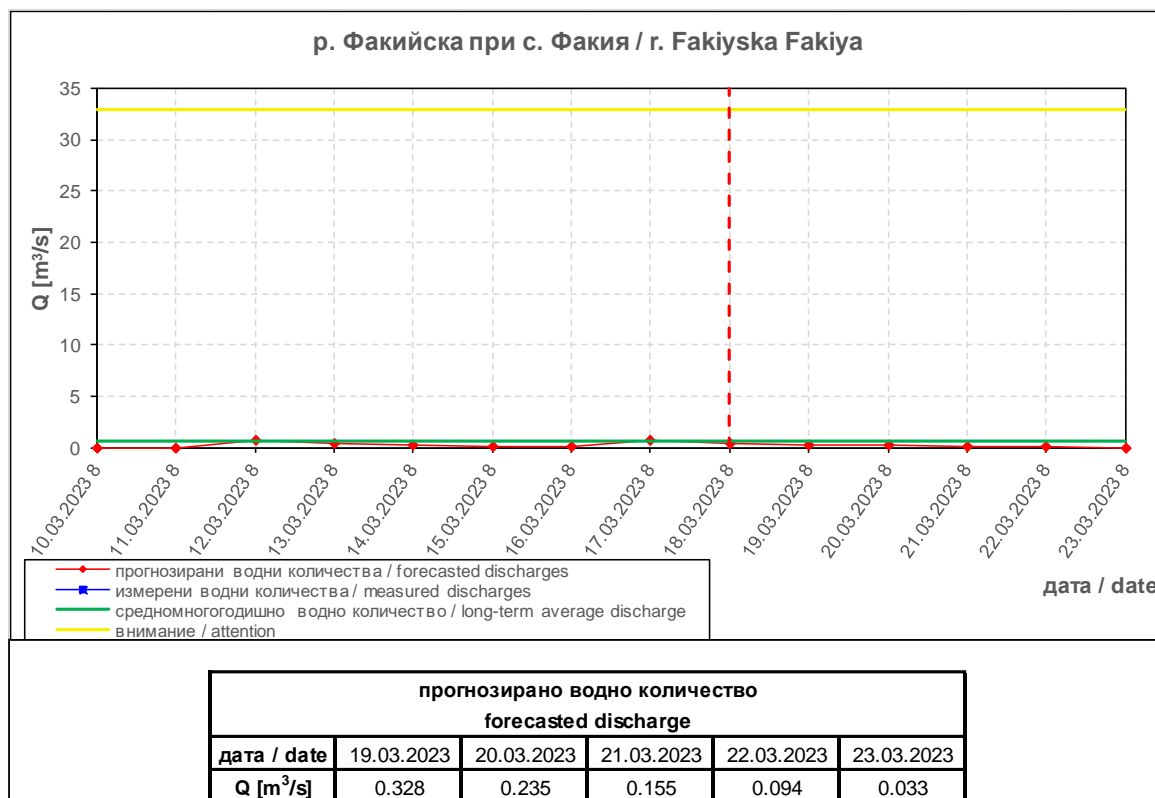 р. Факийска при с. Факия / r. Fakiyska Fakiya
Q [m³/s]
35
30
25
20
15
10
5
0
10.03.2023 8
11.03.2023 8
12.03.2023 8
13.03.2023 8
14.03.2023 8
15.03.2023 8
16.03.2023 8
17.03.2023 8
18.03.2023 8
19.03.2023 8
20.03.2023 8
21.03.2023 8
22.03.2023 8
23.03.2023 8
дата / date
прогнозирани водни количества / forecasted discharges
измерени водни количества / measured discharges
средномногогодишно водно количество / long-term average discharge
внимание / attention
прогнозирано водно количество
forecasted discharge
дата / date 19.03.2023 20.03.2023 21.03.2023 22.03.2023 23.03.2023
Q [m³/s] 0.328 0.235 0.155 0.094 0.033